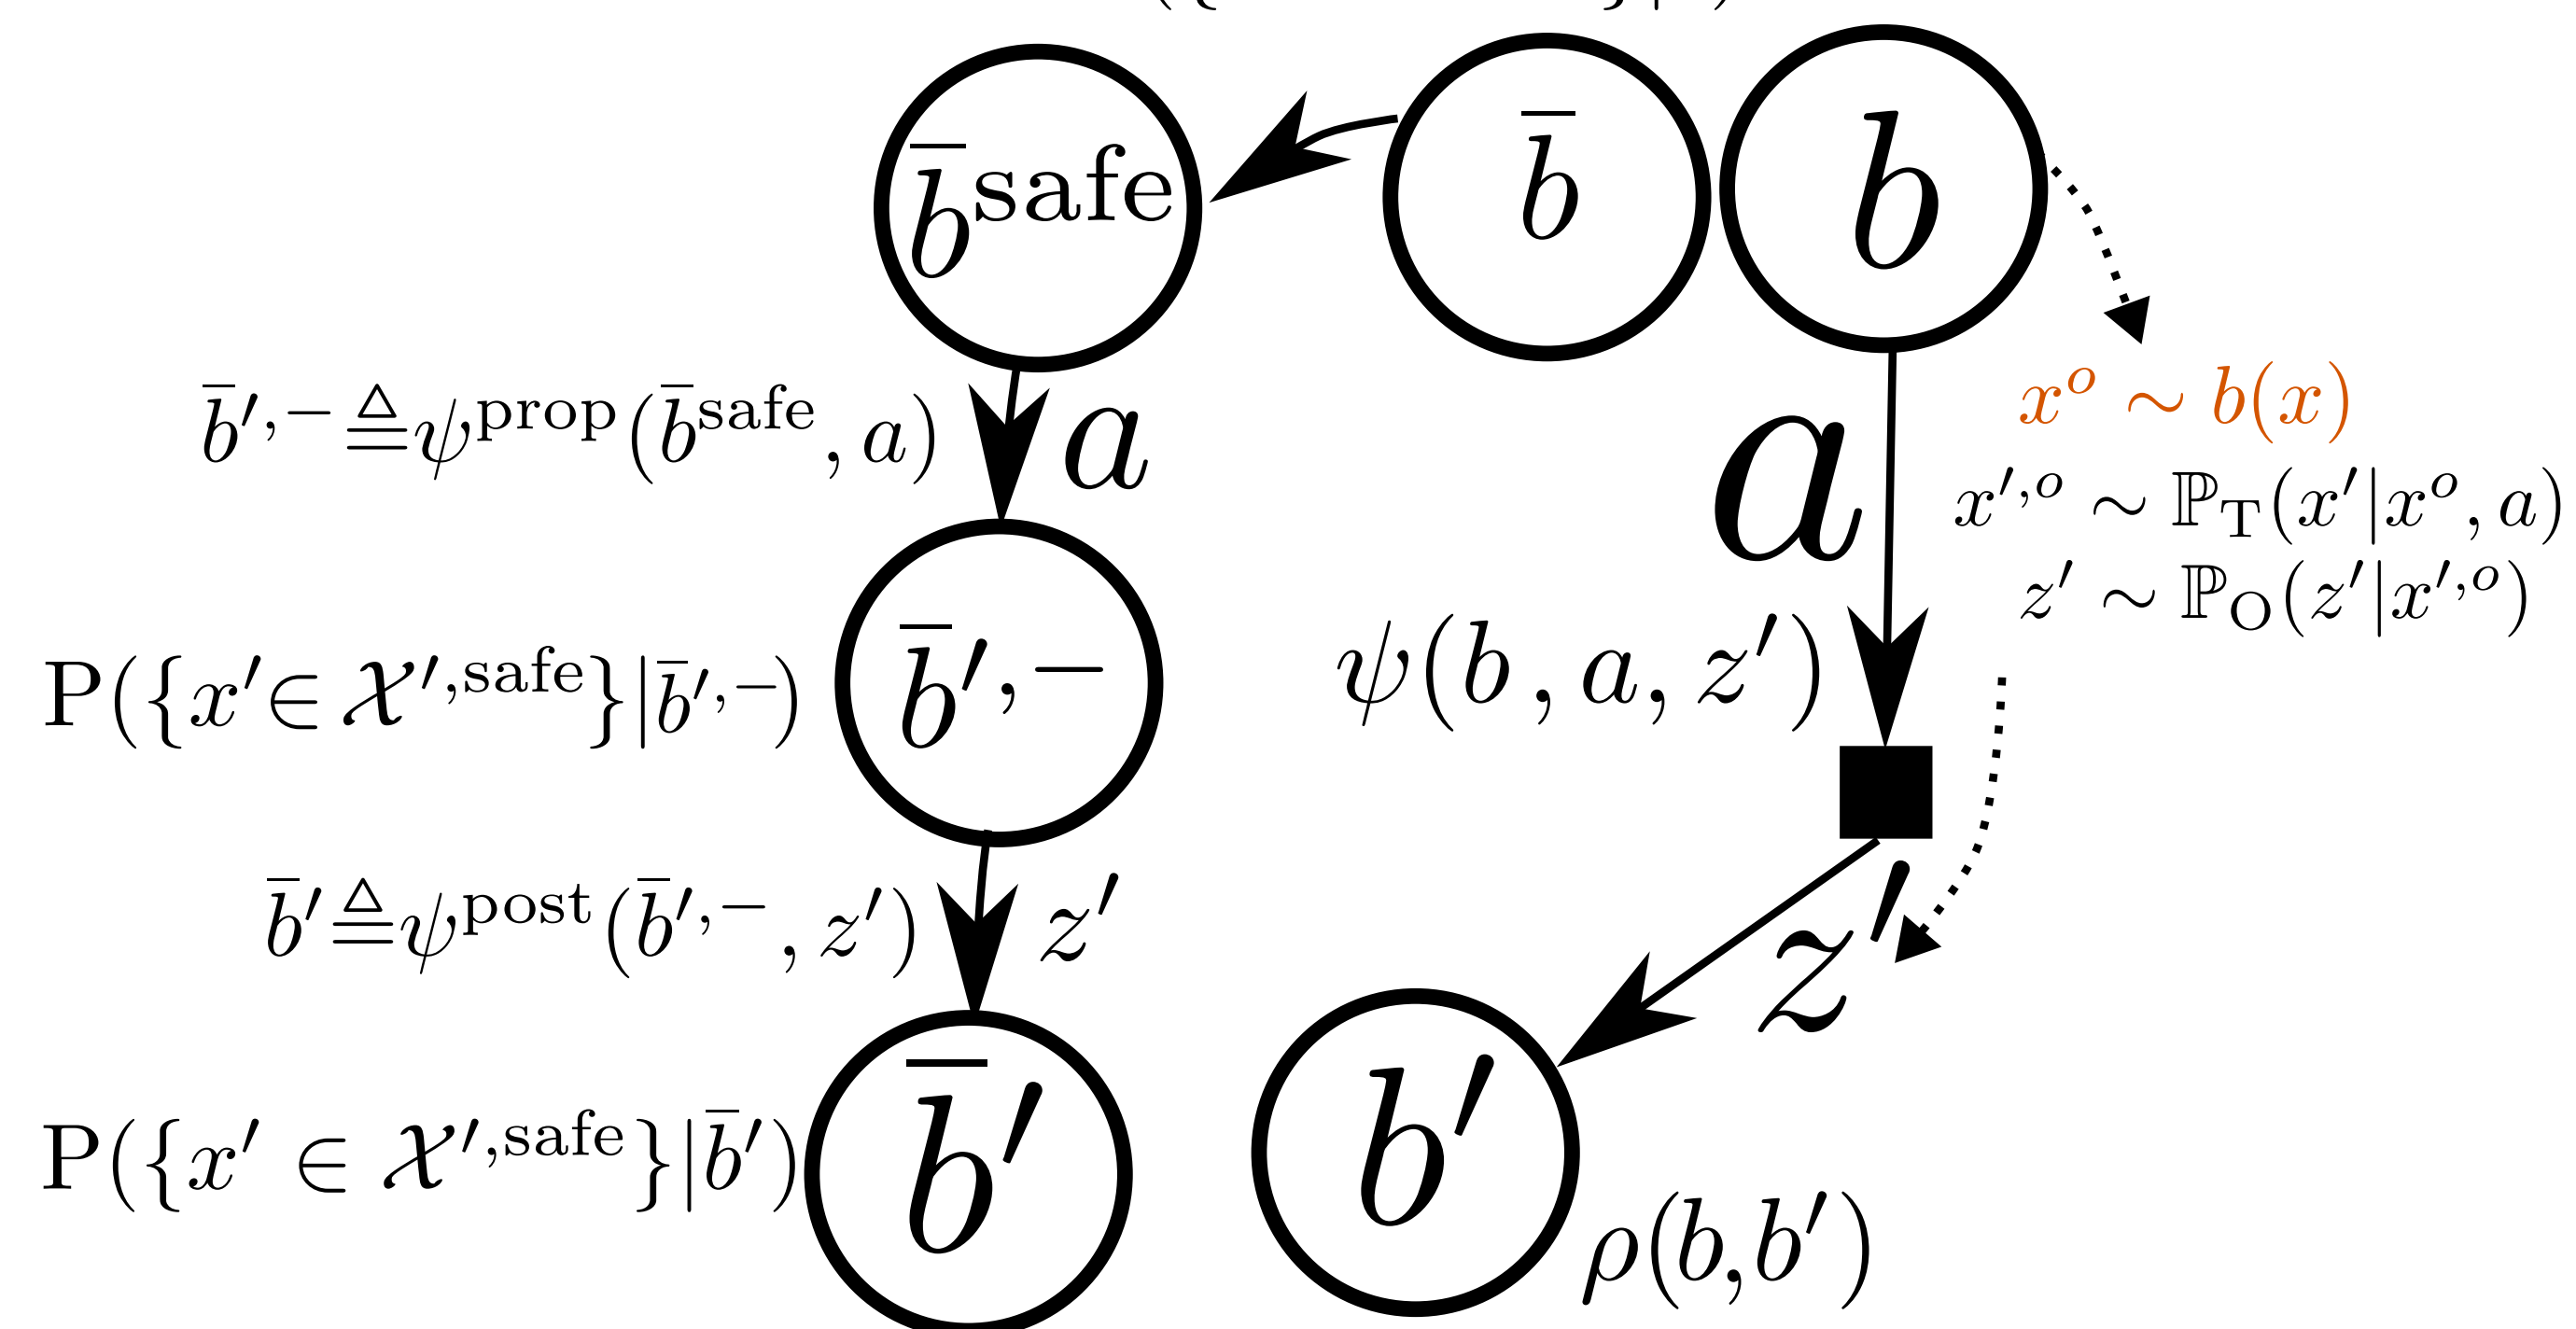 b̄^safe
b̄
b
b̄′,− ≜ ψ^prop(b̄^safe, a)
a
a
x^o ∼ b(x)
x′,o ∼ ℙ_T(x′|x^o, a)
z′ ∼ ℙ_O(z′|x′,o)
P({x′∈ 𝒳′,safe}|b̄′,−)
b̄′,−
ψ(b, a, z′)
b̄′ ≜ ψ^post(b̄′,−, z′)
z′
z′
P({x′ ∈ 𝒳′,safe}|b̄′)
b̄′
b′
ρ(b,b′)